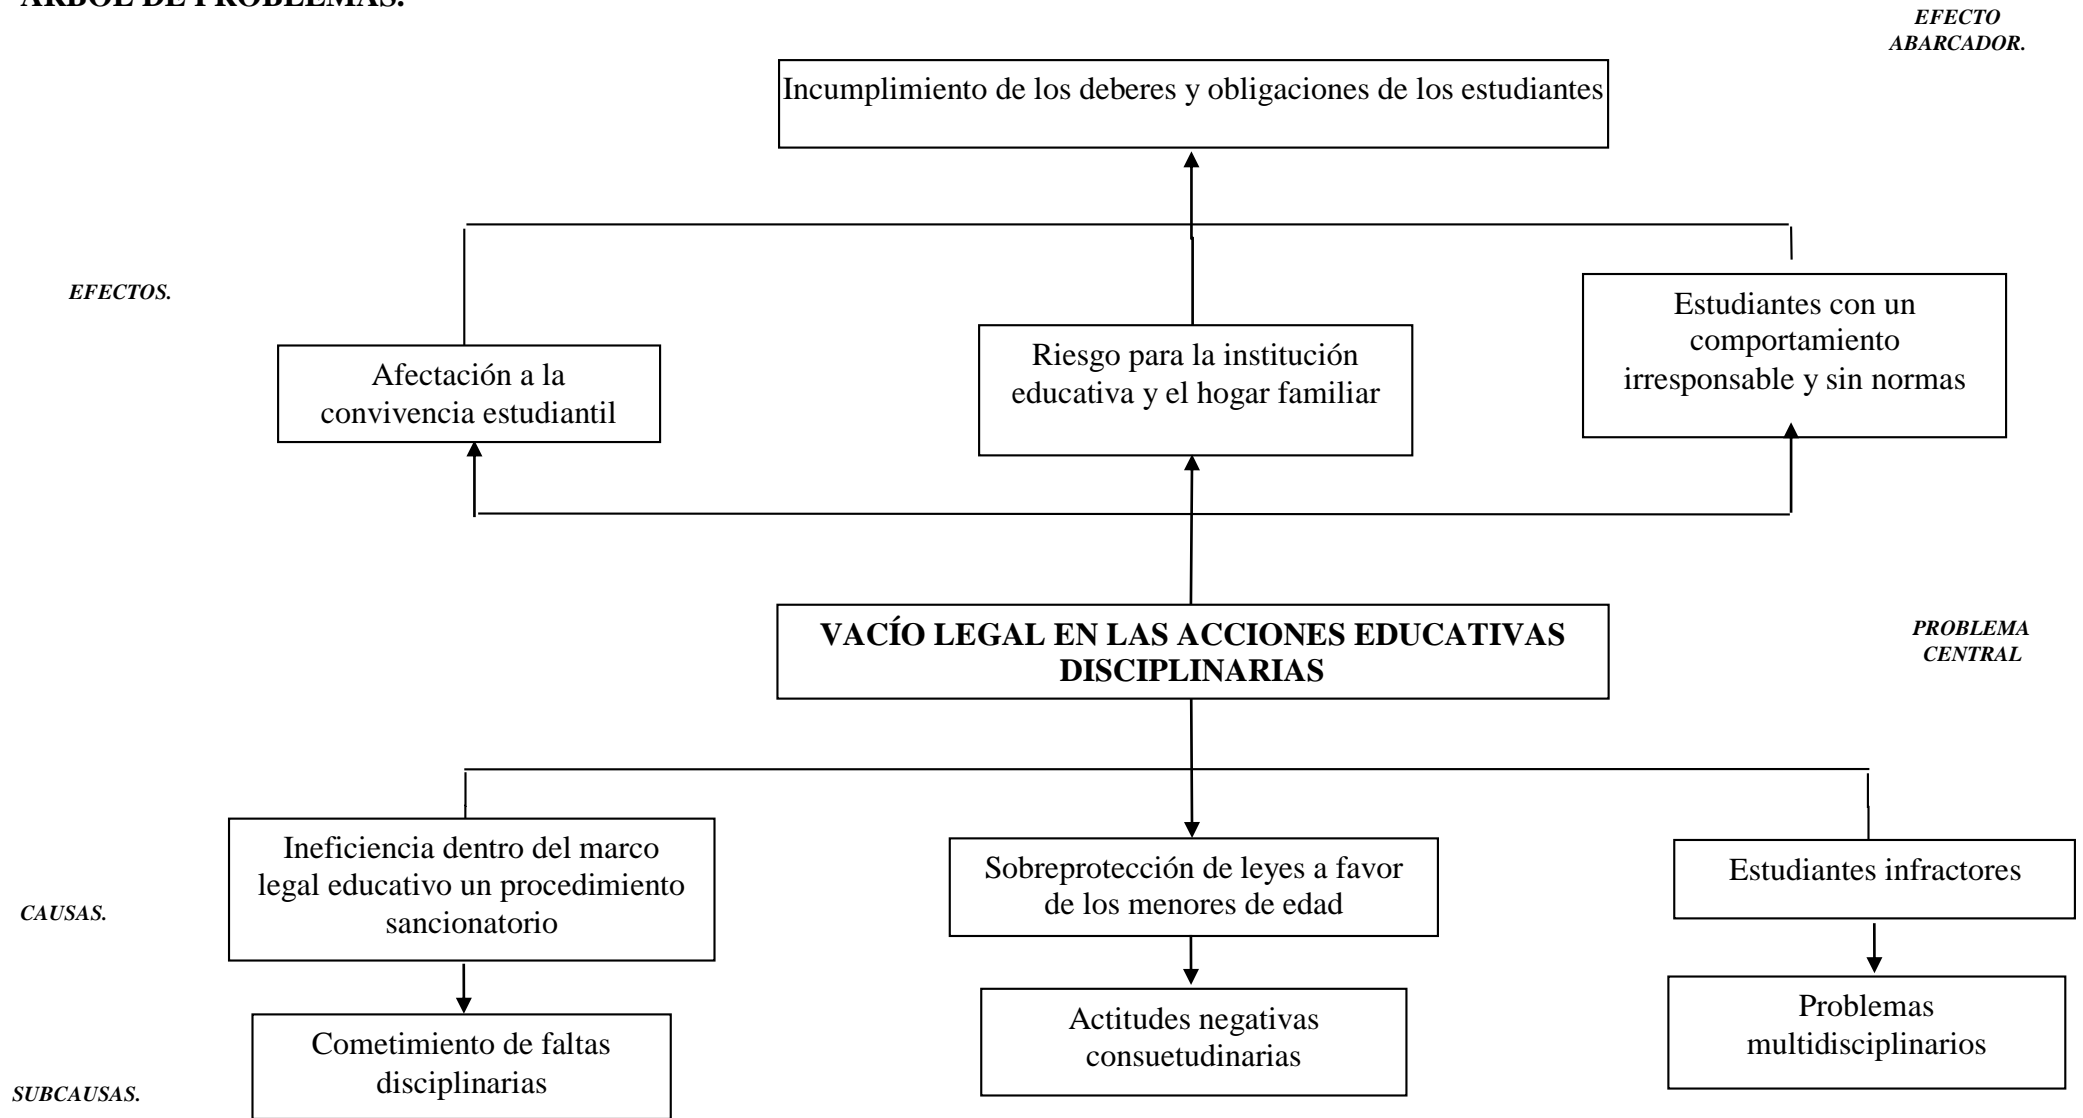 ÁRBOL DE PROBLEMAS.
EFECTO
ABARCADOR.
Incumplimiento de los deberes y obligaciones de los estudiantes
EFECTOS.
Afectación a la
convivencia estudiantil
Riesgo para la institución
educativa y el hogar familiar
Estudiantes con un
comportamiento
irresponsable y sin normas
VACÍO LEGAL EN LAS ACCIONES EDUCATIVAS
DISCIPLINARIAS
PROBLEMA
CENTRAL
CAUSAS.
Ineficiencia dentro del marco
legal educativo un procedimiento
sancionatorio
Sobreprotección de leyes a favor
de los menores de edad
Estudiantes infractores
SUBCAUSAS.
Cometimiento de faltas
disciplinarias
Actitudes negativas
consuetudinarias
Problemas
multidisciplinarios